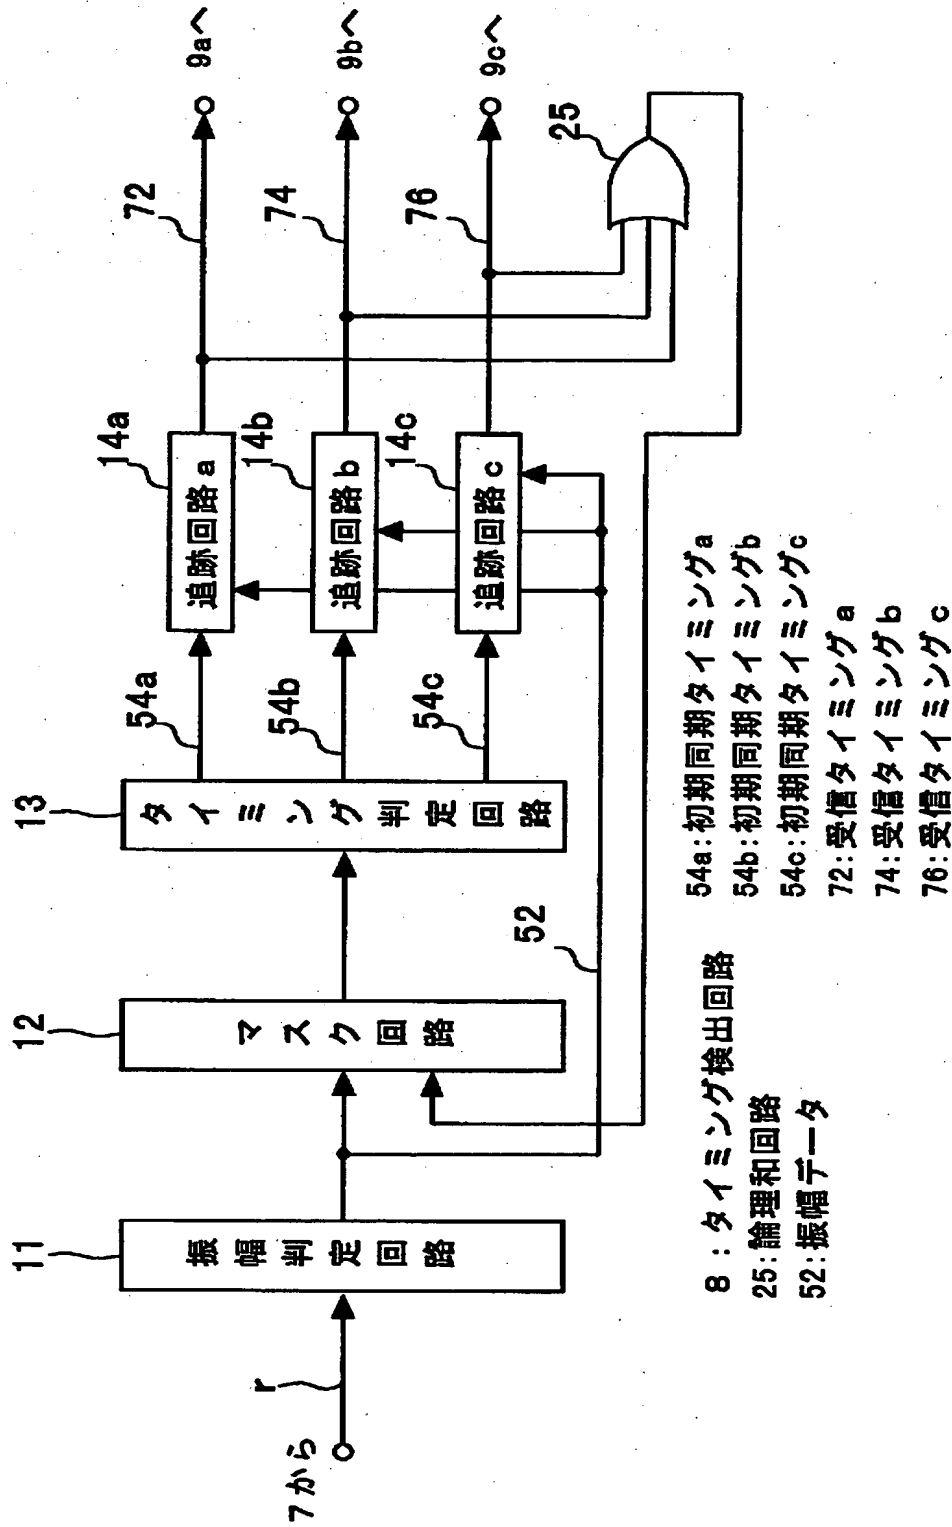 7から
r
11
振幅判定回路
12
マスク回路
13
タイミング判定回路
52
54a
54b
54c
14a
追跡回路a
14b
追跡回路b
14c
追跡回路c
72
74
76
25
9aへ
9bへ
9cへ
8:タイミング検出回路
25:論理和回路
52:振幅データ
54a:初期同期タイミングa
54b:初期同期タイミングb
54c:初期同期タイミングc
72:受信タイミングa
74:受信タイミングb
76:受信タイミングc